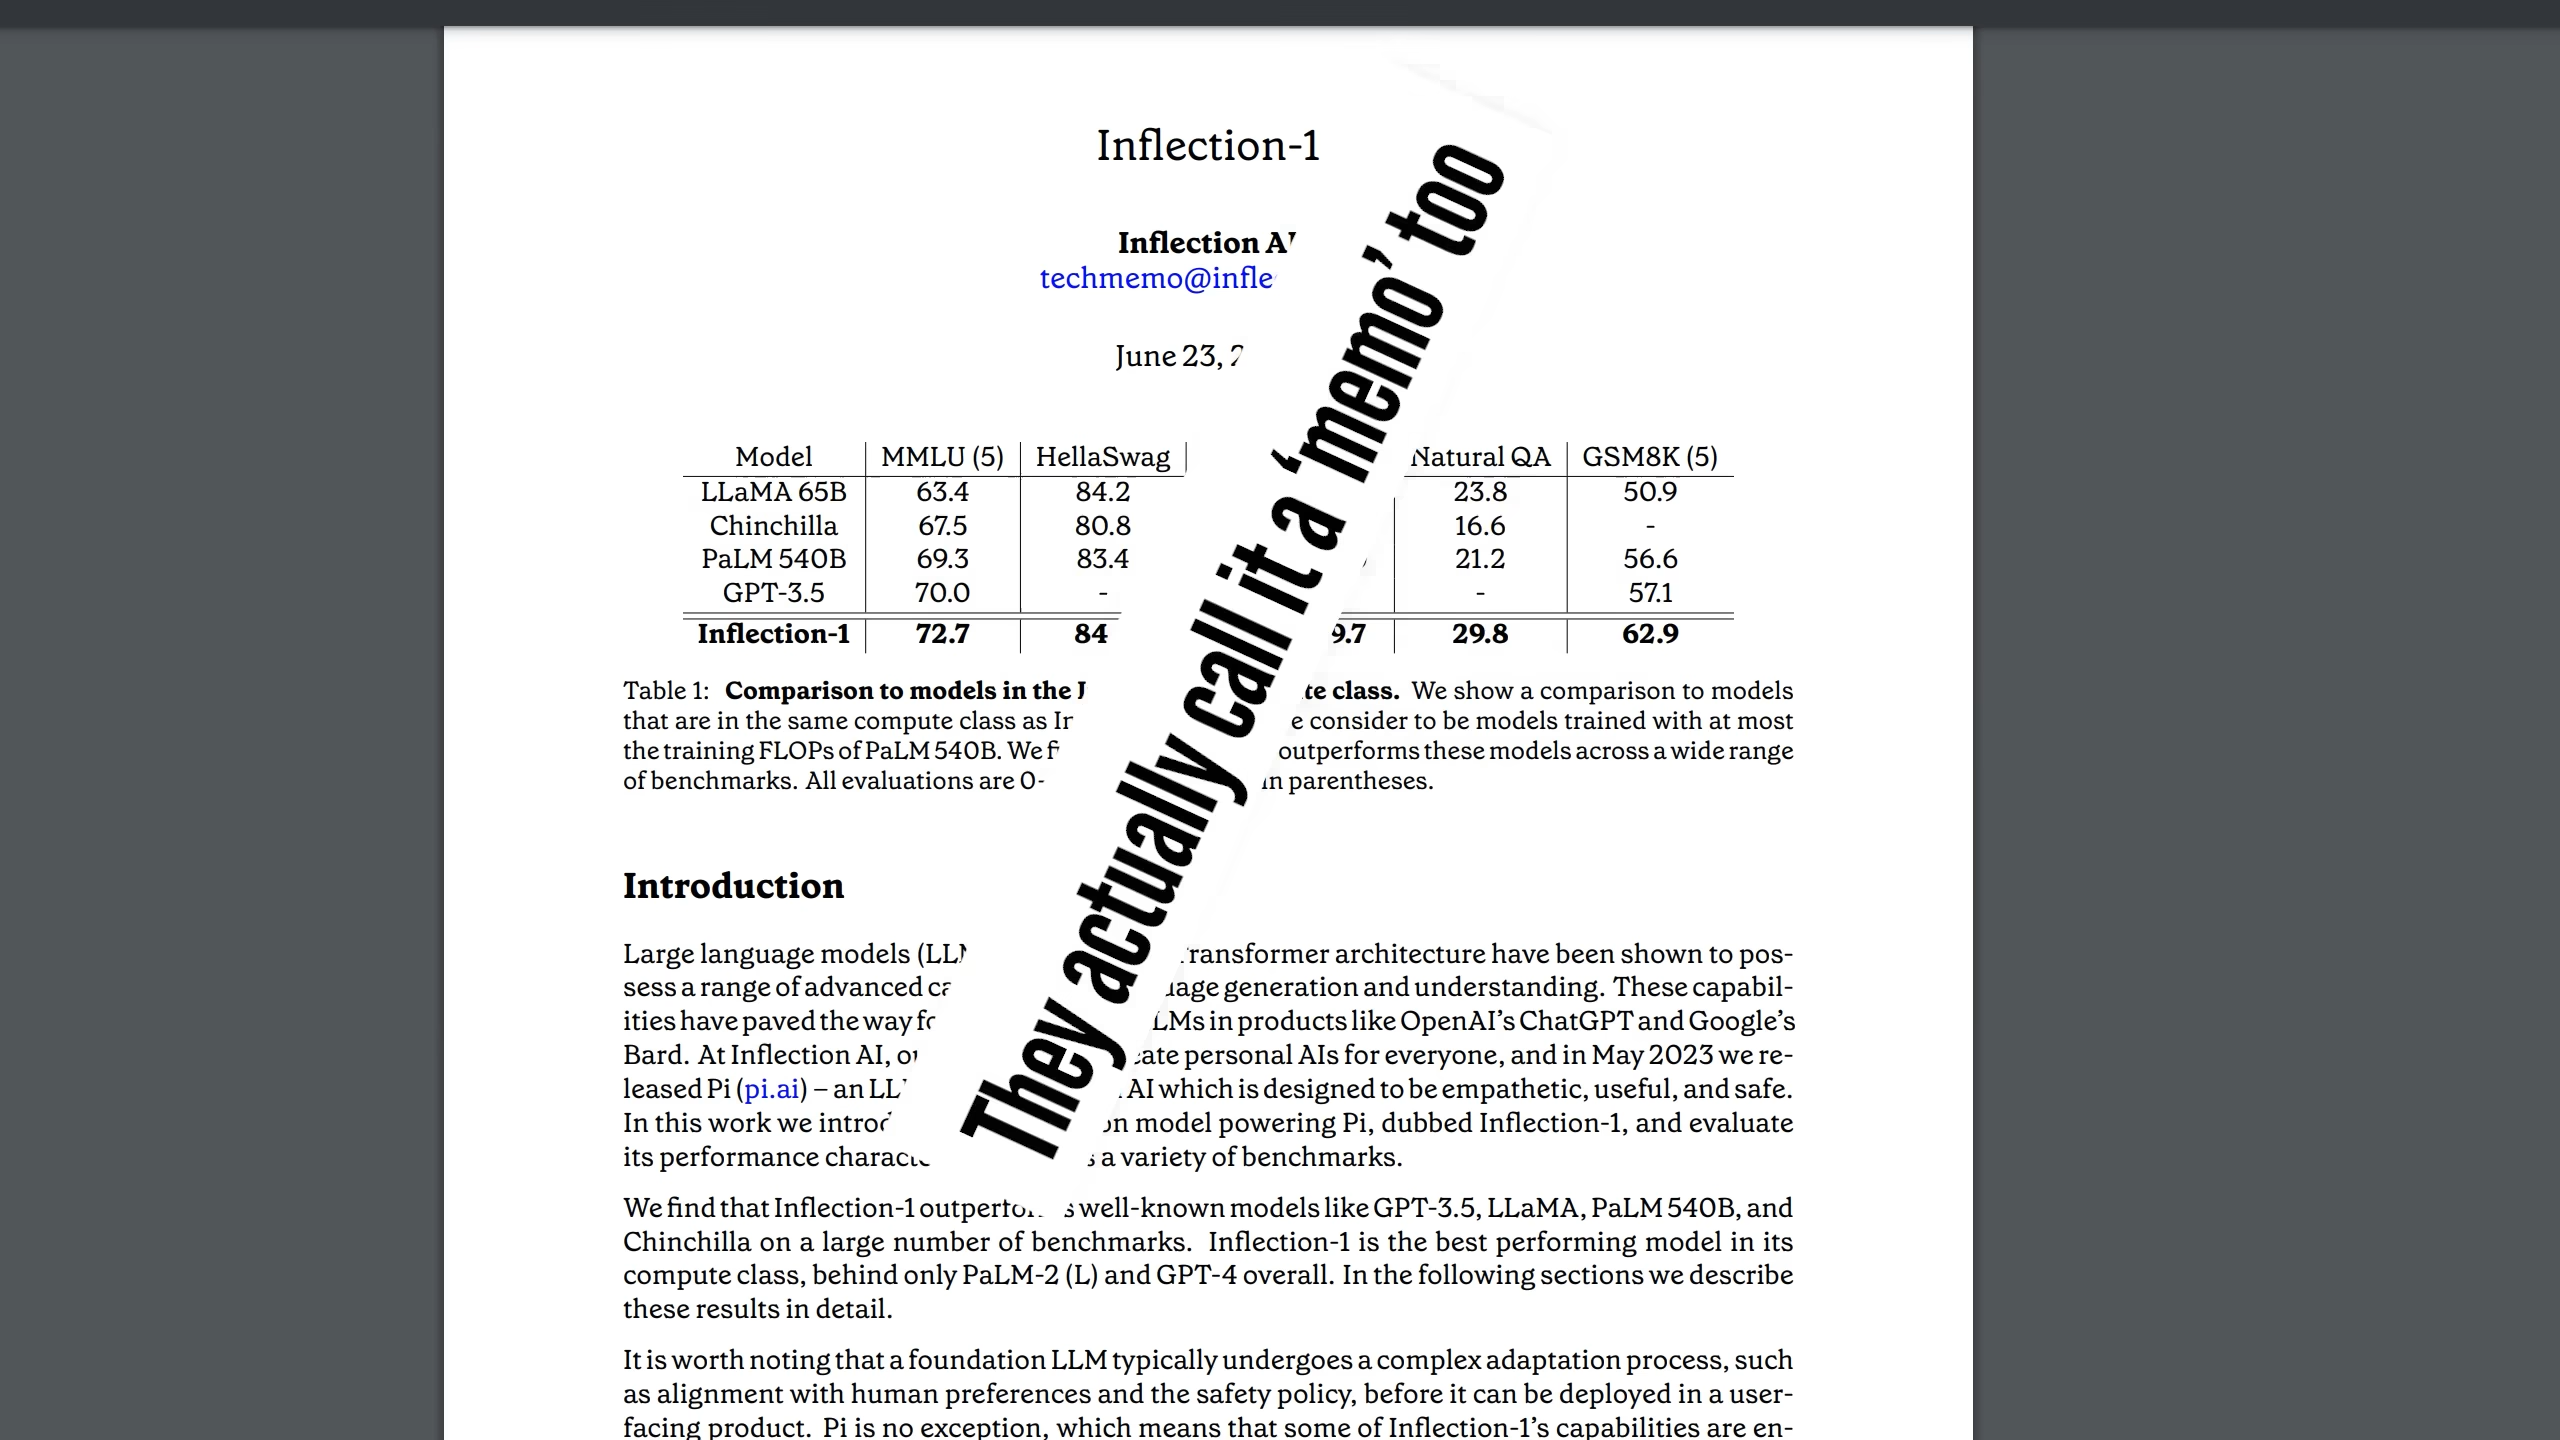 Inflection-1
Inflection AI
techmemo@infle
June 23,
Model MMLU (5) HellaSwag Natural QA GSM8K (5)
LLaMA 65B 63.4 84.2 23.8 50.9
Chinchilla 67.5 80.8 16.6 -
PaLM 540B 69.3 83.4 21.2 56.6
GPT-3.5 70.0 - - 57.1
Inflection-1 72.7 84 9.7 29.8 62.9
Table 1: Comparison to models in the te class. We show a comparison to models
that are in the same compute class as e consider to be models trained with at most
the training FLOPs of PaLM 540B. We outperforms these models across a wide range
of benchmarks. All evaluations are 0- in parentheses.
Introduction
Large language models (LLM transformer architecture have been shown to pos-
sess a range of advanced uage generation and understanding. These capabil-
ities have paved the way LMs in products like OpenAI's ChatGPT and Google's
Bard. At Inflection AI, eate personal AIs for everyone, and in May 2023 we re-
leased Pi (pi.ai) – an LL AI which is designed to be empathetic, useful, and safe.
In this work we introd on model powering Pi, dubbed Inflection-1, and evaluate
its performance characte s a variety of benchmarks.
We find that Inflection-1 outperforms well-known models like GPT-3.5, LLaMA, PaLM 540B, and
Chinchilla on a large number of benchmarks. Inflection-1 is the best performing model in its
compute class, behind only PaLM-2 (L) and GPT-4 overall. In the following sections we describe
these results in detail.
It is worth noting that a foundation LLM typically undergoes a complex adaptation process, such
as alignment with human preferences and the safety policy, before it can be deployed in a user-
facing product. Pi is no exception, which means that some of Inflection-1's capabilities are en-
They actually call it a ‘memo’ too